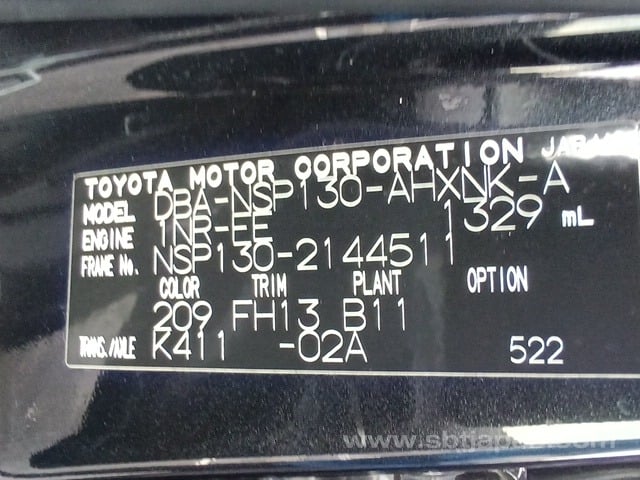 TOYOTA MOTOR CORPORATION JAPAN
MODEL DBA-NSP130-AHXNK-A
ENGINE 1NR-FE 1329 mL
FRAME No. NSP130-2144511
COLOR TRIM PLANT OPTION
209 FH13 B11
TRANS./AXLE K411 -02A 522
www.sbtjapan.com